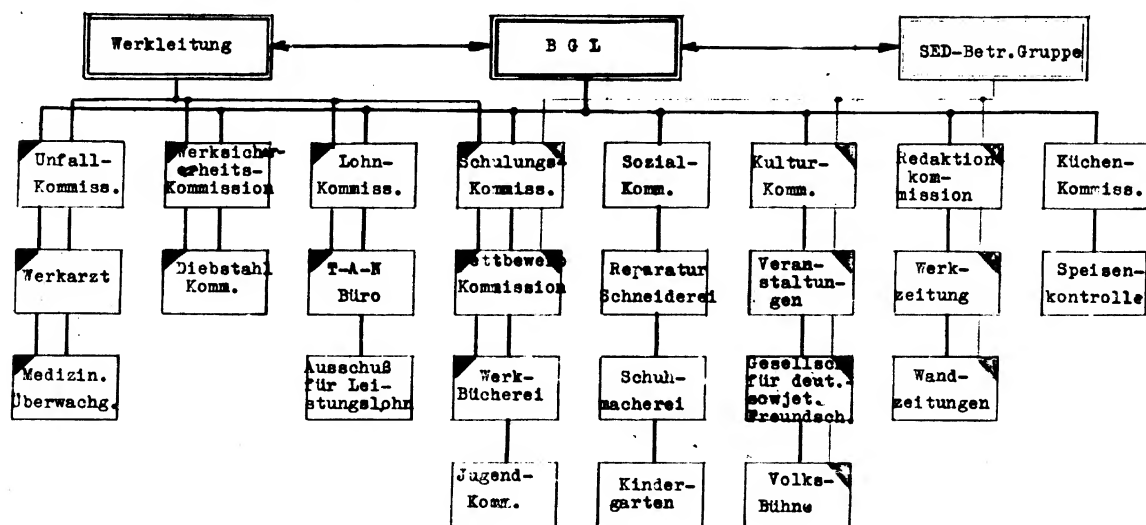 Werkleitung
B G L
SED-Betr.Gruppe
Unfall-
Kommiss.
Werksicher-
erheits-
Kommission
Lohn-
Kommiss.
Schulungs-
Kommiss.
Sozial-
Komm.
Kultur-
Komm.
Redaktions
kom-
mission
Küchen-
Kommiss.
Werkarzt
Diebstahl
Komm.
T-A-N
Büro
Wettbewerbs
Kommission
Reparatur
Schneiderei
Veran-
staltun-
gen
Werk-
zeitung
Speisen-
kontrolle
Medizin.
Überwachg.
Ausschuß
für Lei-
stungslohn
Werk-
Bücherei
Schuh-
macherei
Gesellsch.
für deut.-
sowjet.
Freundsch.
Wand-
zeitungen
Jugend-
Komm.
Kinder-
garten
Volks-
Bühne